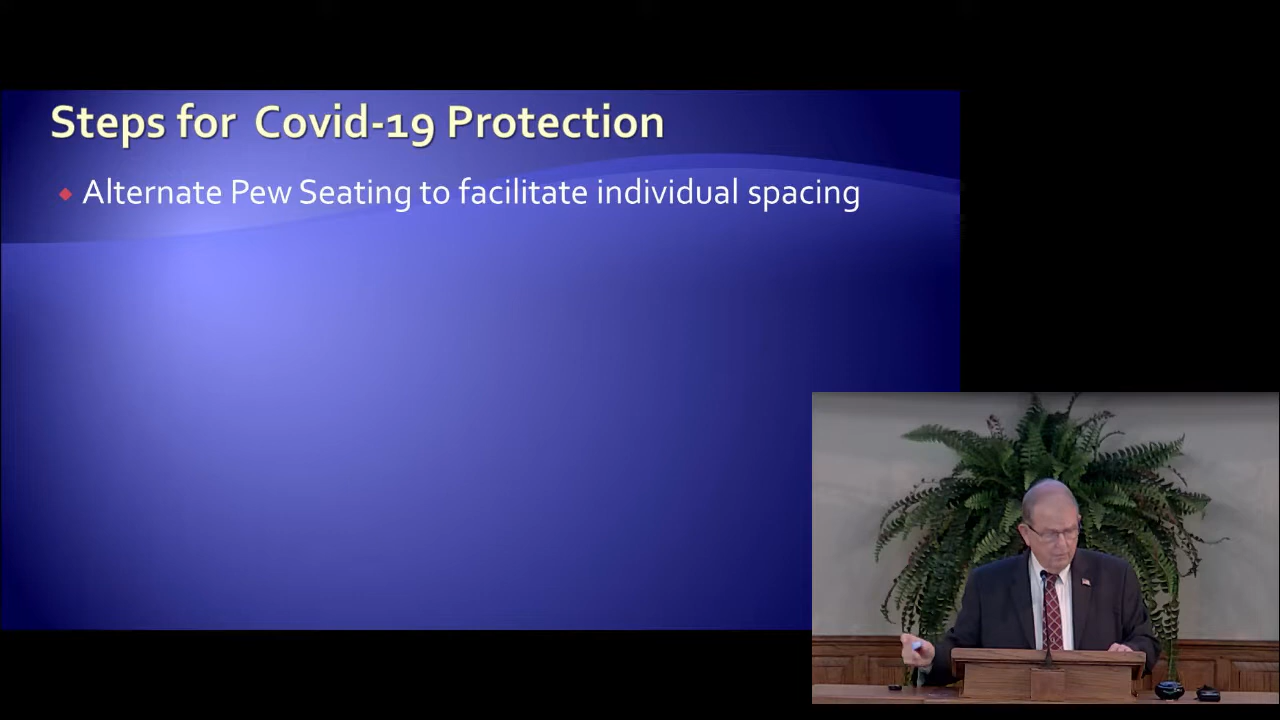 Steps for Covid-19 Protection
Alternate Pew Seating to facilitate individual spacing